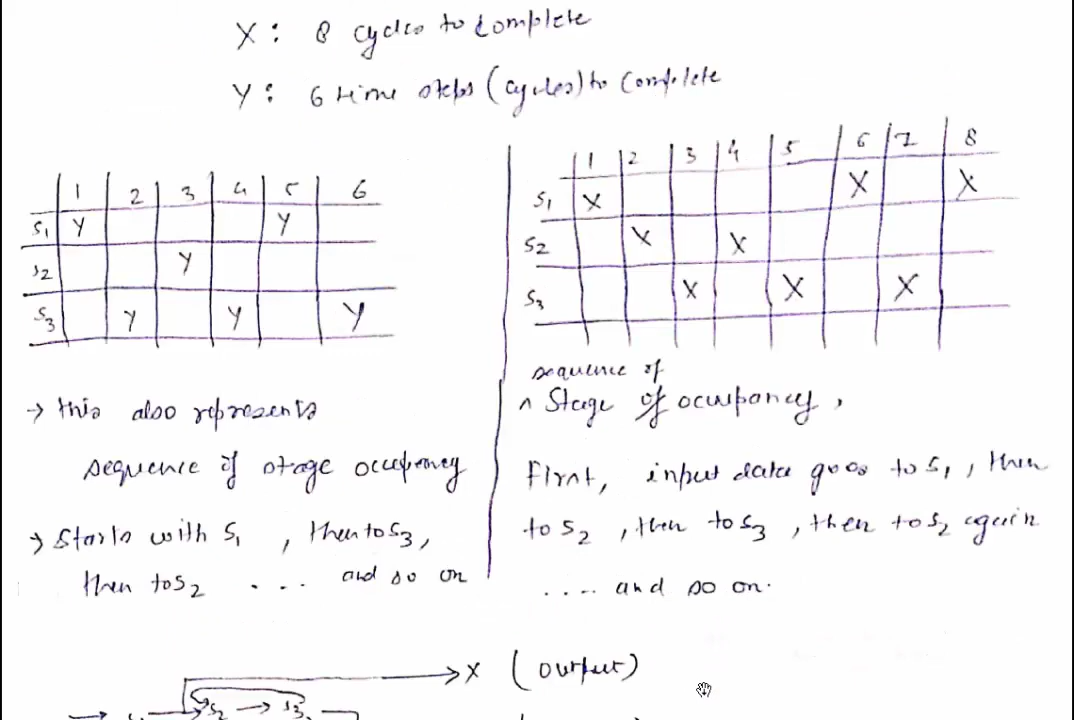 X : 8 cycles to complete
Y : 6 time steps (cycles) to complete
1 2 3 4 5 6
S1 Y Y
S2 Y
S3 Y Y Y
→ this also represents
sequence of stage occupancy
→ starts with S1 , then to S3 ,
then to S2 .... and so on
1 2 3 4 5 6 7 8
S1 X X X
S2 X X
S3 X X X
sequence of
^ Stage of occupancy ,
First, input data goes to S1 , then
to S2 , then to S3 , then to S2 again
.... and so on.
→ X (output)
S2 → S3